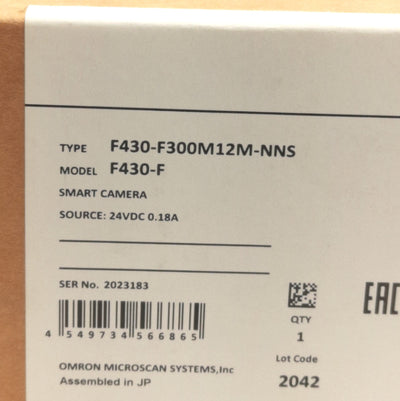 TYPE F430-F300M12M-NNS
MODEL F430-F
SMART CAMERA
SOURCE: 24VDC 0.18A
SER No. 2023183
4 549734 566865
QTY
1
Lot Code
2042
OMRON MICROSCAN SYSTEMS,Inc
Assembled in JP
EAC